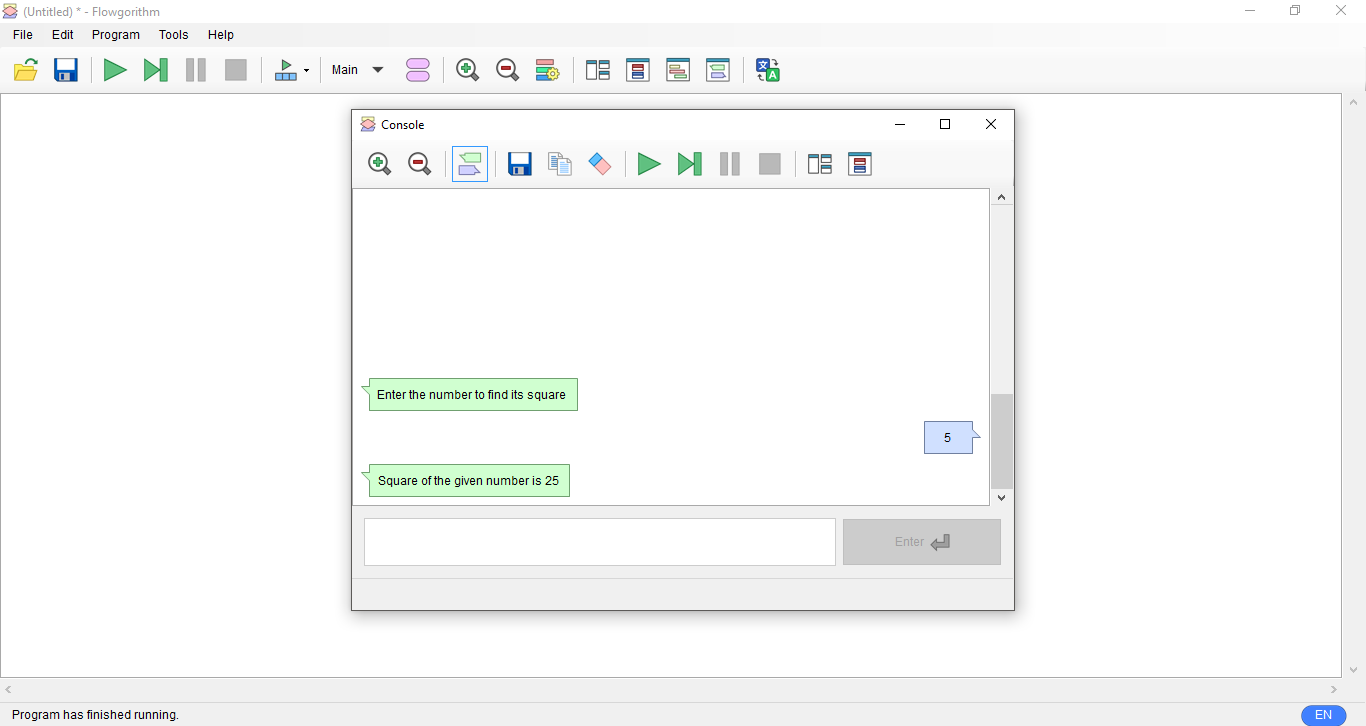 (Untitled) * - Flowgorithm
File Edit Program Tools Help
Main
文 A
Console
Enter the number to find its square
5
Square of the given number is 25
Enter
Program has finished running.
EN